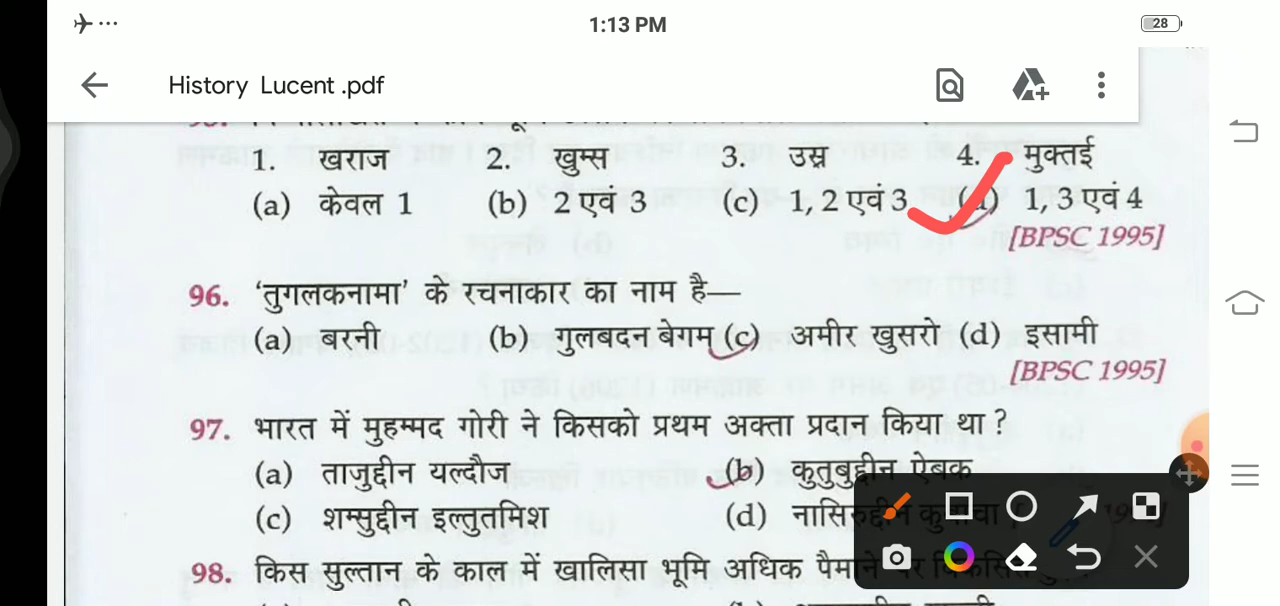 1:13 PM
28
History Lucent .pdf
1. खराज 2. खुम्स 3. उस्र 4. मुक्तई
(a) केवल 1 (b) 2 एवं 3 (c) 1, 2 एवं 3 (d) 1, 3 एवं 4
[BPSC 1995]
96. ‘तुगलकनामा’ के रचनाकार का नाम है—
(a) बरनी (b) गुलबदन बेगम (c) अमीर खुसरो (d) इसामी
[BPSC 1995]
97. भारत में मुहम्मद गोरी ने किसको प्रथम अक्ता प्रदान किया था ?
(a) ताजुद्दीन यल्दौज (b) कुतुबुद्दीन ऐबक
(c) शम्सुद्दीन इल्तुतमिश (d) नासिरुद्दीन
98. किस सुल्तान के काल में खालिसा भूमि अधिक पैमाने पर